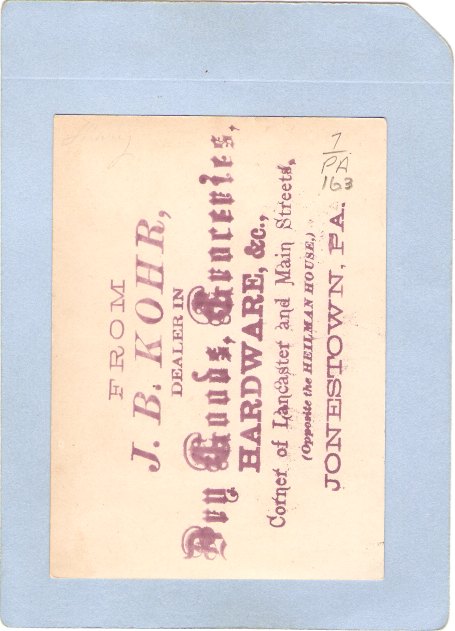 FROM
J. B. KOHR,
DEALER IN
Dry Goods, Groceries,
HARDWARE, &c.,
Corner of Lancaster and Main Streets,
(Opposite the HEILMAN HOUSE,)
JONESTOWN, PA.
7
PA
163